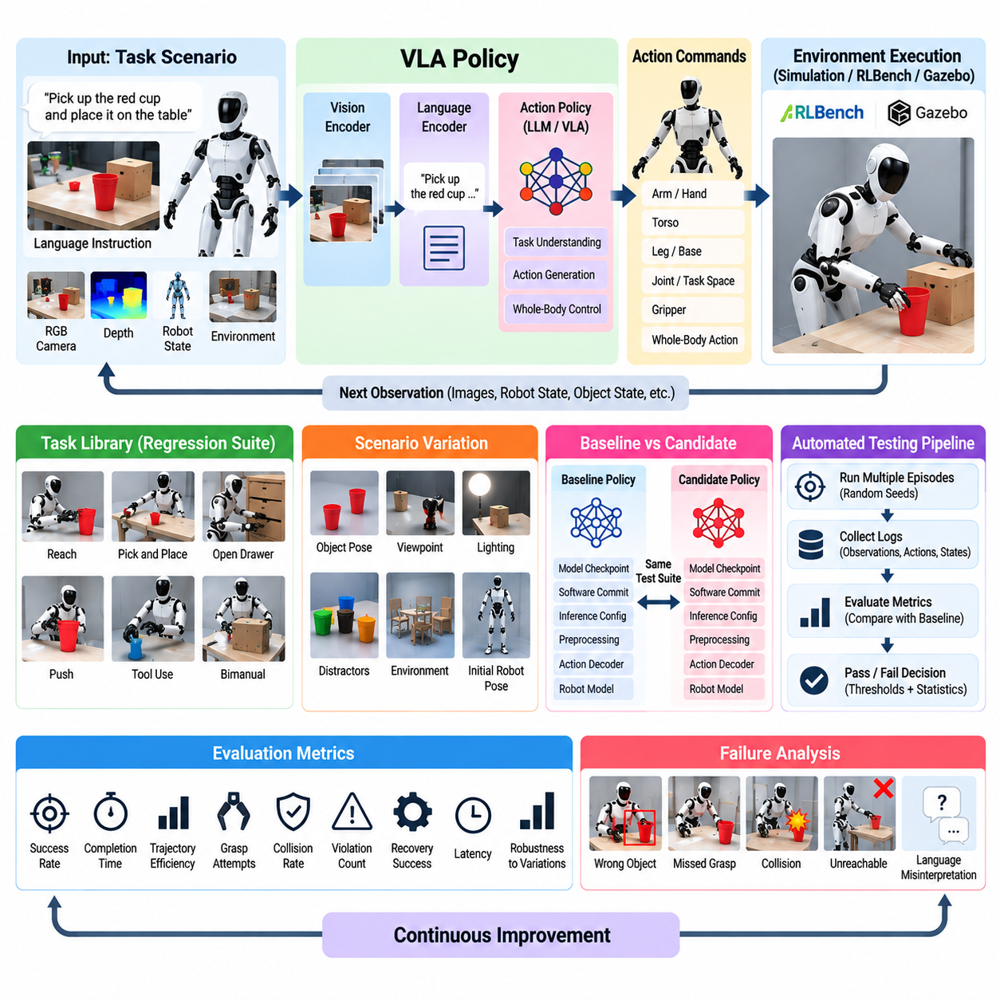 Input: Task Scenario
"Pick up the red cup
and place it on the table"
Language Instruction
RGB
Camera
Depth
Robot
State
Environment
VLA Policy
Vision
Encoder
Language
Encoder
"Pick up
the red cup ..."
Action Policy
(LLM / VLA)
Task Understanding
Action Generation
Whole-Body Control
Action Commands
Arm / Hand
Torso
Leg / Base
Joint / Task Space
Gripper
Whole-Body Action
Environment Execution
(Simulation / RLBench / Gazebo)
RLBench
Gazebo
Next Observation (Images, Robot State, Object State, etc.)
Task Library (Regression Suite)
Reach
Pick and Place
Open Drawer
Push
Tool Use
Bimanual
Scenario Variation
Object Pose
Viewpoint
Lighting
Distractors
Environment
Initial Robot
Pose
Baseline vs Candidate
Baseline Policy
Model Checkpoint
Software Commit
Inference Config
Preprocessing
Action Decoder
Robot Model
Same
Test Suite
Candidate Policy
Model Checkpoint
Software Commit
Inference Config
Preprocessing
Action Decoder
Robot Model
Automated Testing Pipeline
Run Multiple Episodes
(Random Seeds)
Collect Logs
(Observations, Actions, States)
Evaluate Metrics
(Compare with Baseline)
Pass / Fail Decision
(Thresholds + Statistics)
Evaluation Metrics
Success
Rate
Completion
Time
Trajectory
Efficiency
Grasp
Attempts
Collision
Rate
Violation
Count
Recovery
Success
Latency
Robustness
to Variations
Failure Analysis
Wrong Object
Missed Grasp
Collision
Unreachable
?
...
Language
Misinterpretation
Continuous Improvement